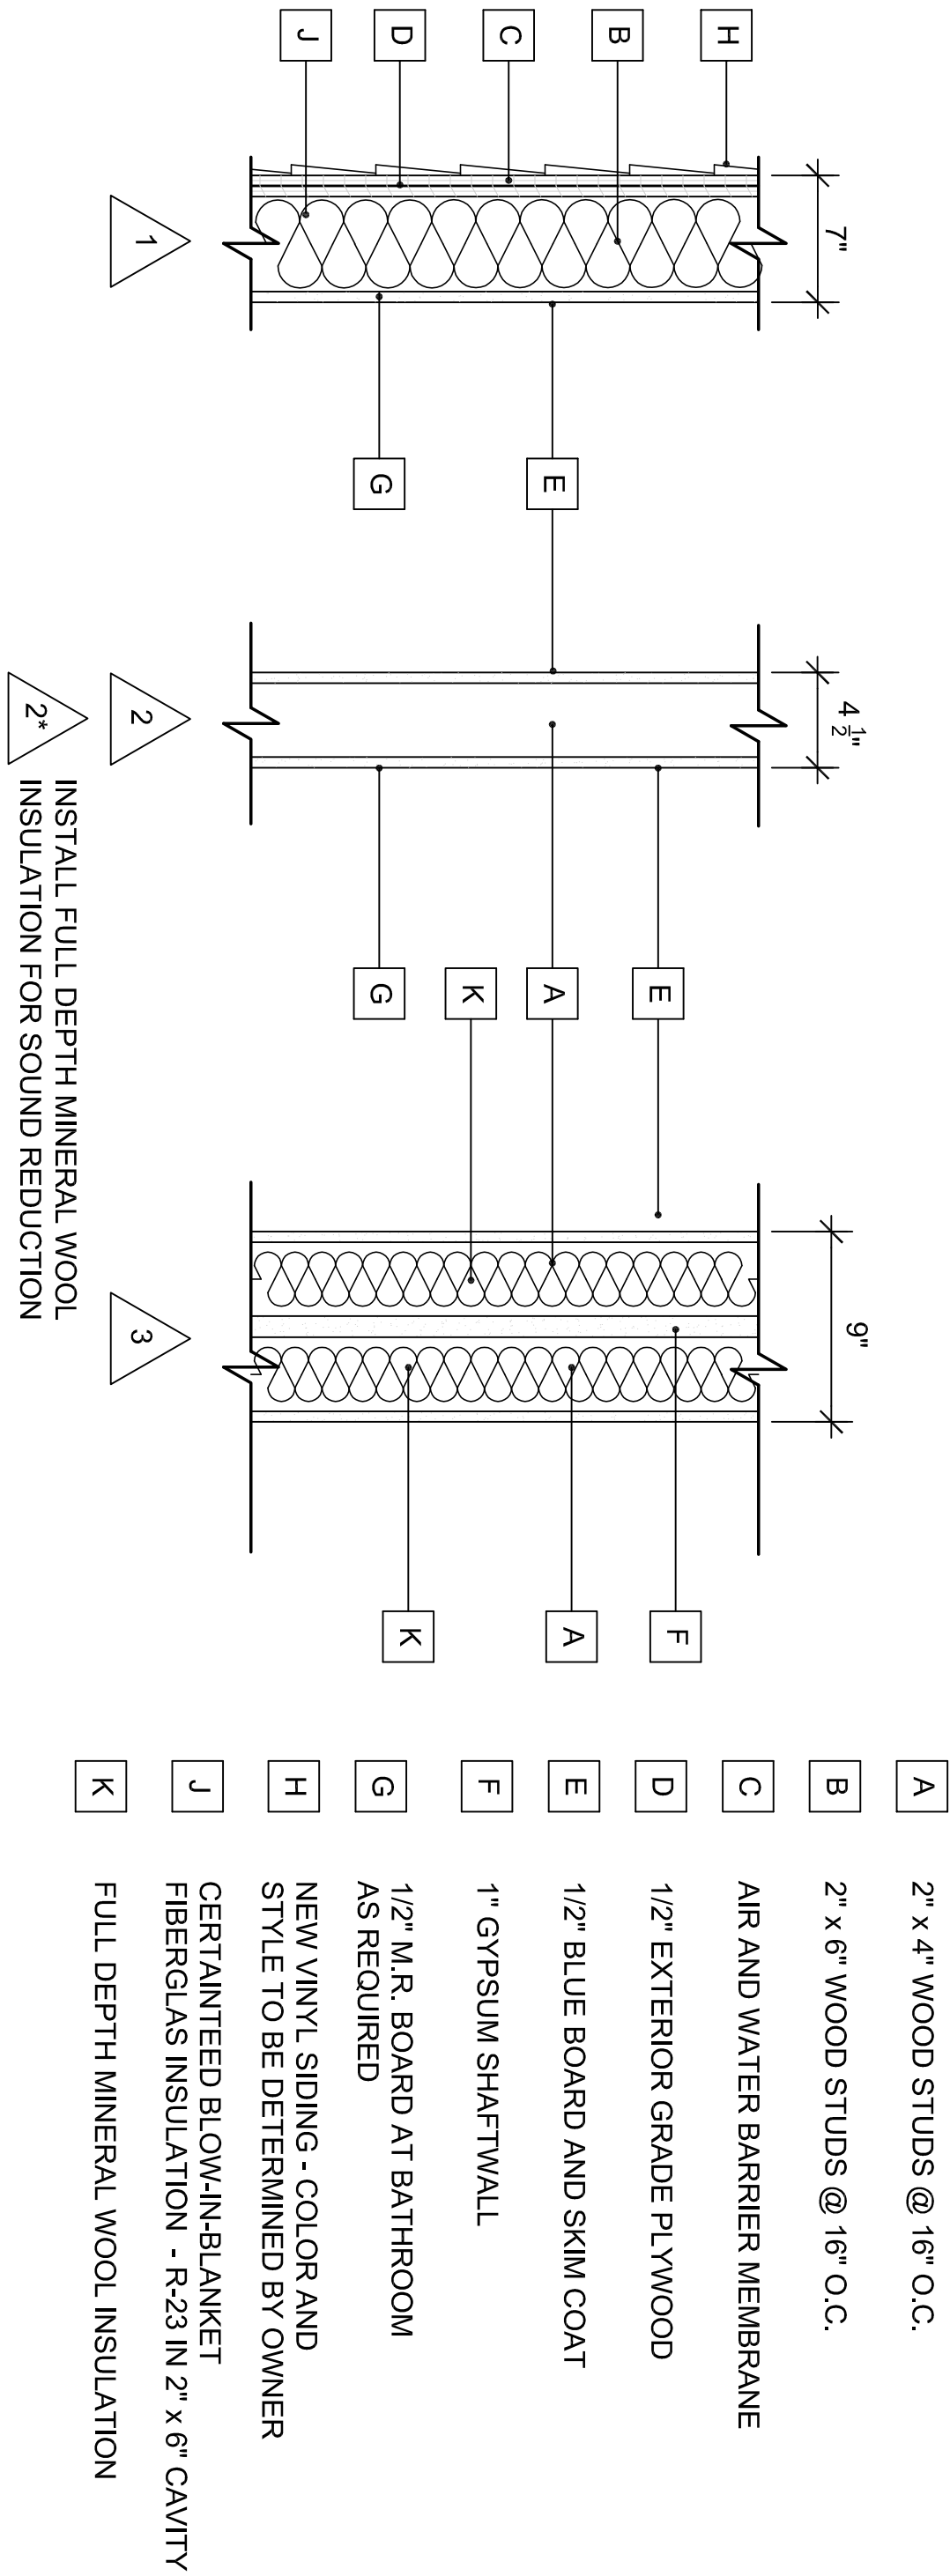 H
B
C
D
J
7"
1
E
G
4 1/2"
2
2*
INSTALL FULL DEPTH MINERAL WOOL
INSULATION FOR SOUND REDUCTION
E
A
K
G
9"
3
F
A
K
A
2" x 4" WOOD STUDS @ 16" O.C.
B
2" x 6" WOOD STUDS @ 16" O.C.
C
AIR AND WATER BARRIER MEMBRANE
D
1/2" EXTERIOR GRADE PLYWOOD
E
1/2" BLUE BOARD AND SKIM COAT
F
1" GYPSUM SHAFTWALL
G
1/2" M.R. BOARD AT BATHROOM
AS REQUIRED
H
NEW VINYL SIDING - COLOR AND
STYLE TO BE DETERMINED BY OWNER
J
CERTAINTEED BLOW-IN-BLANKET
FIBERGLAS INSULATION - R-23 IN 2" x 6" CAVITY
K
FULL DEPTH MINERAL WOOL INSULATION